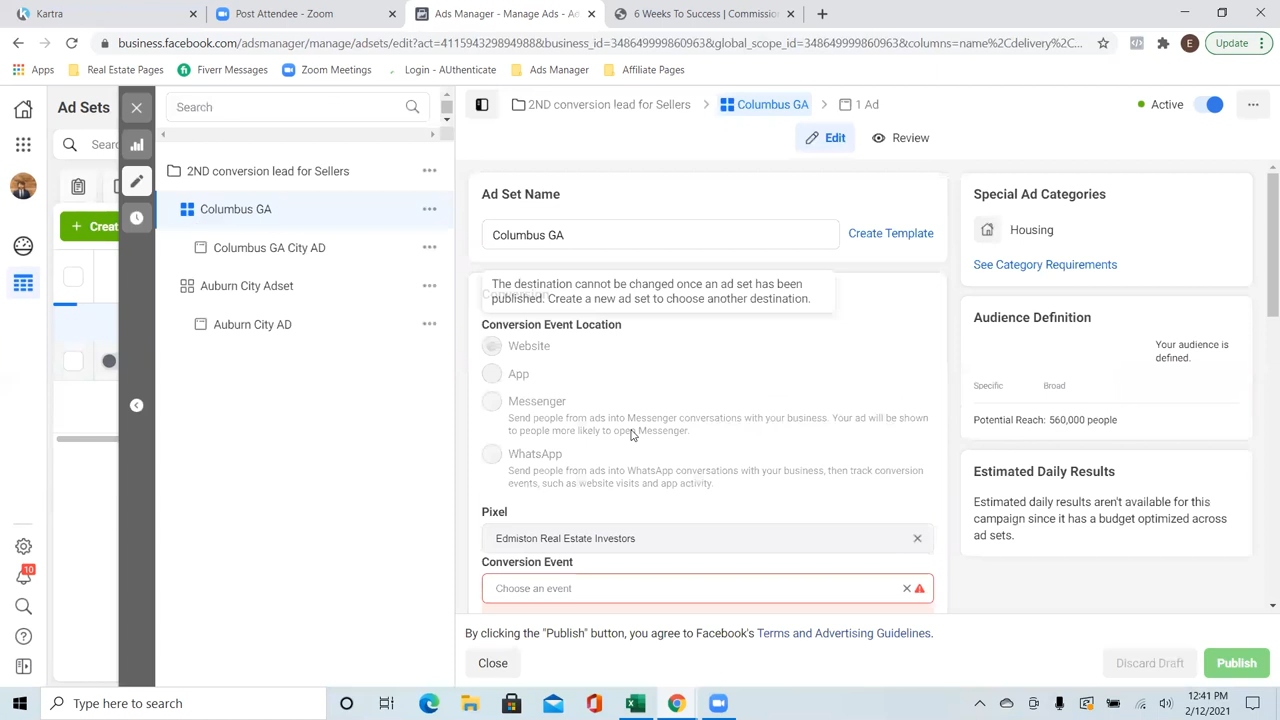 Kartra
Post Attendee - Zoom
Ads Manager - Manage Ads - Ad
6 Weeks To Success | Commission
business.facebook.com/adsmanager/manage/adsets/edit?act=411594329894988&business_id=3486499999860963&global_scope_id=3486499999860963&columns=name%2Cdelivery%2C...
E
Update
Apps
Real Estate Pages
Fiverr Messages
Zoom Meetings
Login - AUthenticate
Ads Manager
Affiliate Pages
Ad Sets
Search
2ND conversion lead for Sellers
Columbus GA
1 Ad
Active
Searc
Edit
Review
2ND conversion lead for Sellers
Columbus GA
Creat
Columbus GA City AD
Auburn City Adset
Auburn City AD
Ad Set Name
Columbus GA
Create Template
The destination cannot be changed once an ad set has been
published. Create a new ad set to choose another destination.
Conversion Event Location
Website
App
Messenger
Send people from ads into Messenger conversations with your business. Your ad will be shown
to people more likely to open Messenger.
WhatsApp
Send people from ads into WhatsApp conversations with your business, then track conversion
events, such as website visits and app activity.
Pixel
Edmiston Real Estate Investors
Conversion Event
Choose an event
Special Ad Categories
Housing
See Category Requirements
Audience Definition
Your audience is
defined.
Specific
Broad
Potential Reach: 560,000 people
Estimated Daily Results
Estimated daily results aren't available for this
campaign since it has a budget optimized across
ad sets.
10
By clicking the "Publish" button, you agree to Facebook's Terms and Advertising Guidelines.
Close
Discard Draft
Publish
Type here to search
12:41 PM
2/12/2021